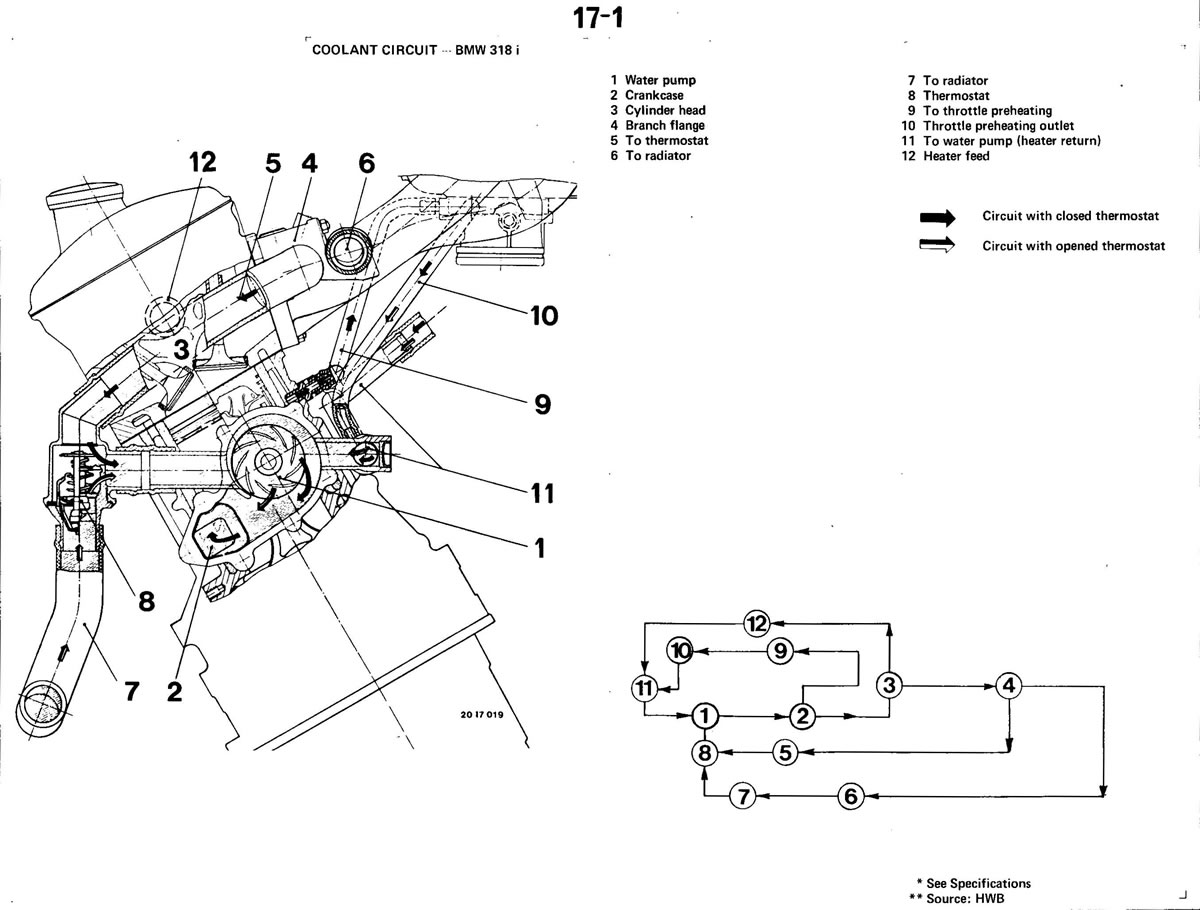 17-1
COOLANT CIRCUIT -- BMW 318 i
1 Water pump
2 Crankcase
3 Cylinder head
4 Branch flange
5 To thermostat
6 To radiator
7 To radiator
8 Thermostat
9 To throttle preheating
10 Throttle preheating outlet
11 To water pump (heater return)
12 Heater feed
Circuit with closed thermostat
Circuit with opened thermostat
12 5 4 6
10
3
9
11
1
8
7 2
20 17 019
12
10 9
11 3 4
1 2
8 5
7 6
* See Specifications
** Source: HWB